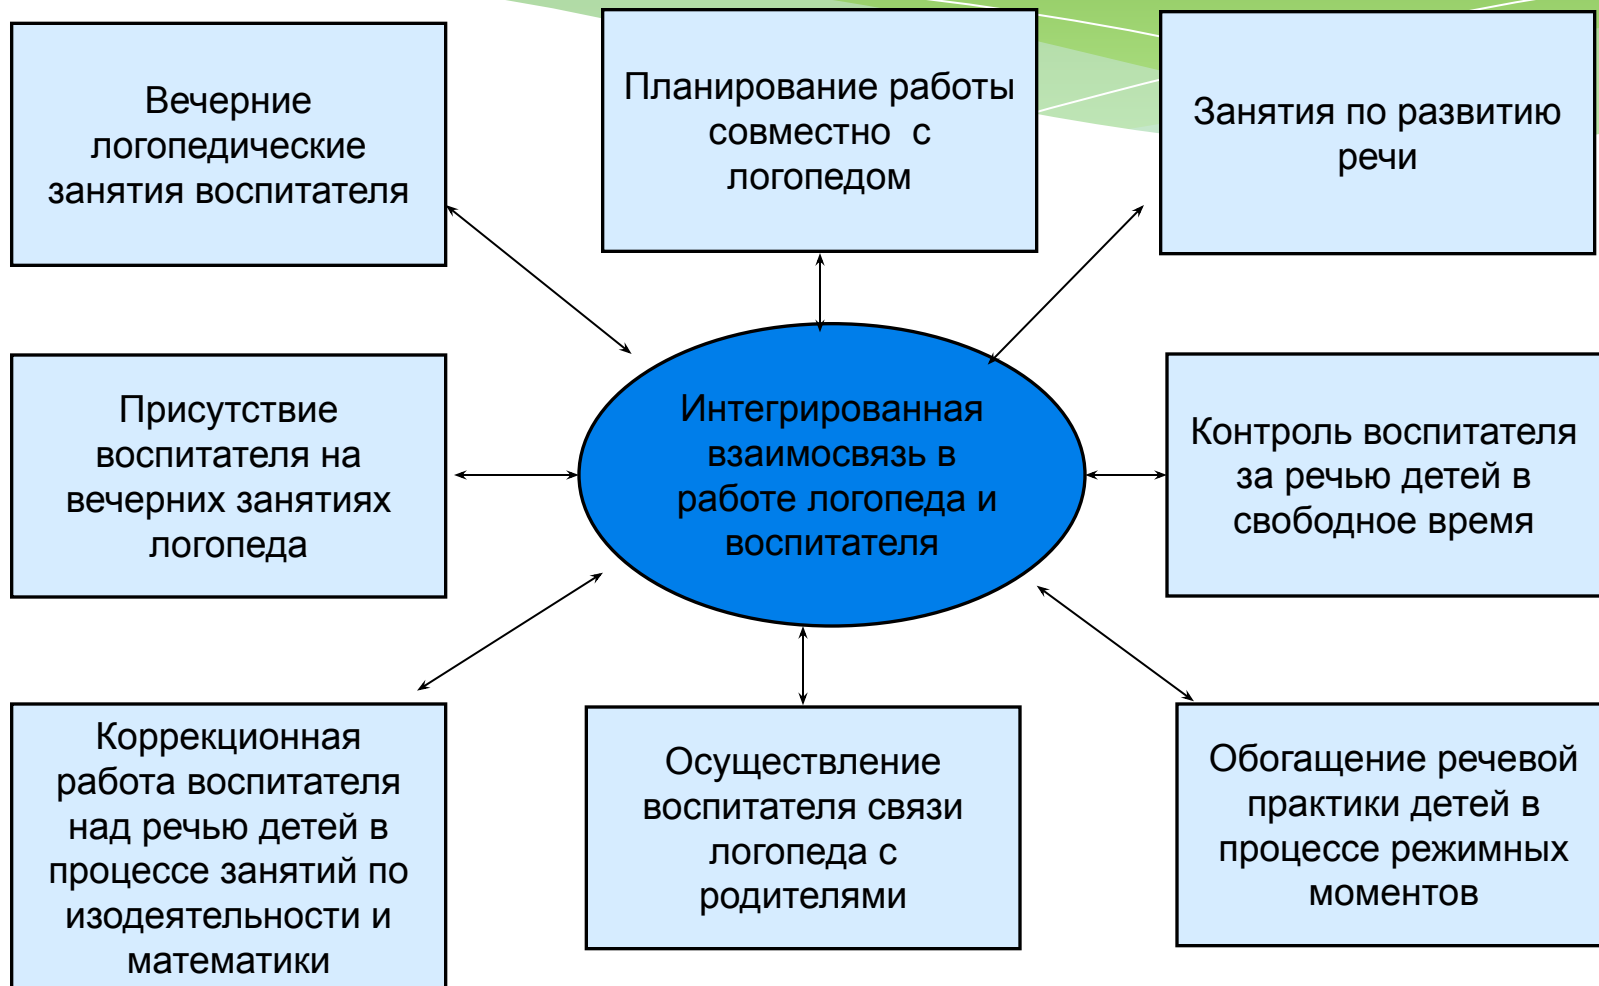 Вечерние
логопедические
занятия воспитателя
Планирование работы
совместно с
логопедом
Занятия по развитию
речи
Присутствие
воспитателя на
вечерних занятиях
логопеда
Интегрированная
взаимосвязь в
работе логопеда и
воспитателя
Контроль воспитателя
за речью детей в
свободное время
Коррекционная
работа воспитателя
над речью детей в
процессе занятий по
изодеятельности и
математики
Осуществление
воспитателя связи
логопеда с
родителями
Обогащение речевой
практики детей в
процессе режимных
моментов